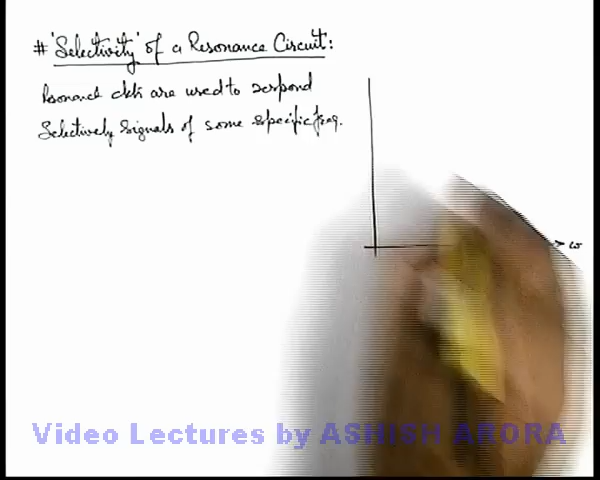 # 'Selectivity' of a Resonance Circuit:
Resonance ckts are used to respond
Selectively signals of some specific freq.
ω
Video Lectures by ASHISH ARORA